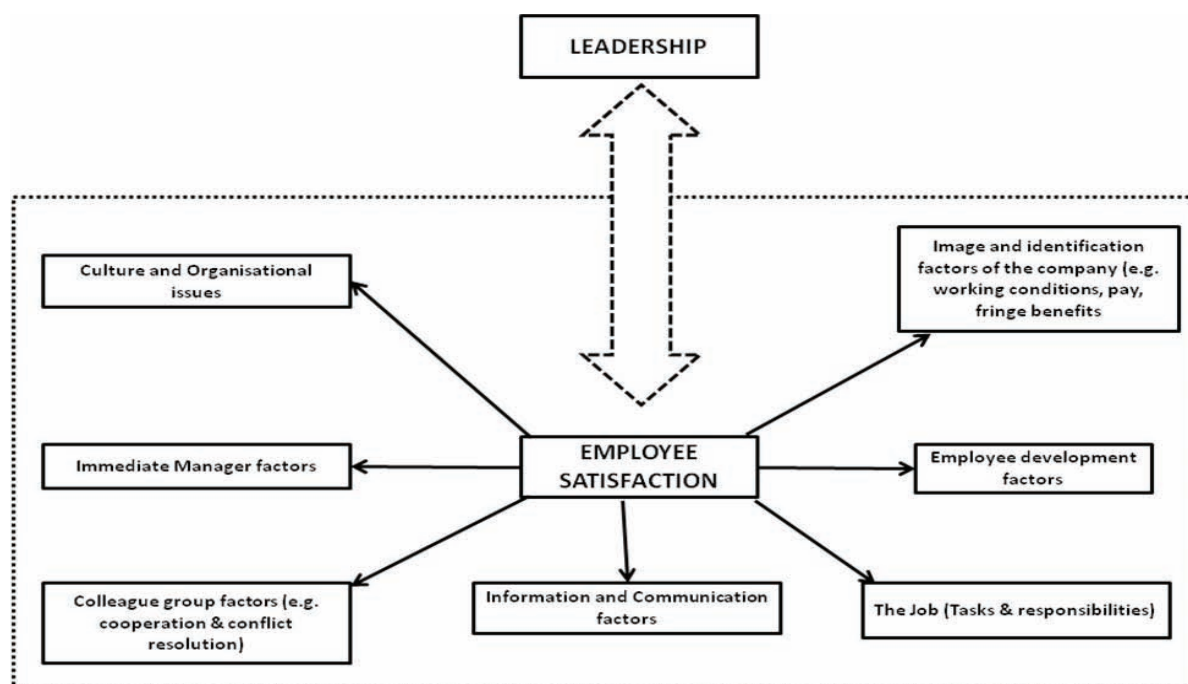 LEADERSHIP
Culture and Organisational
issues
Image and identification
factors of the company (e.g.
working conditions, pay,
fringe benefits
Immediate Manager factors
EMPLOYEE
SATISFACTION
Employee development
factors
Colleague group factors (e.g.
cooperation & conflict
resolution)
Information and Communication
factors
The Job (Tasks & responsibilities)